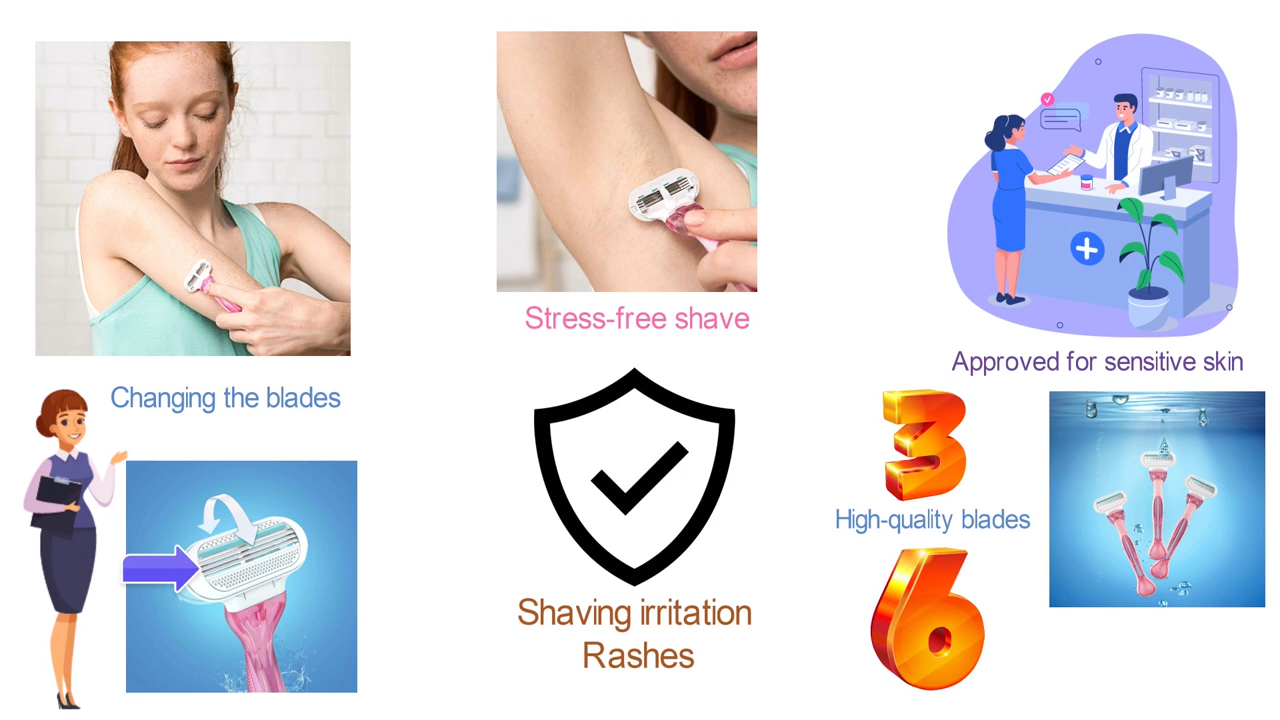 Changing the blades
Stress-free shave
Shaving irritation
Rashes
Approved for sensitive skin
3
High-quality blades
6